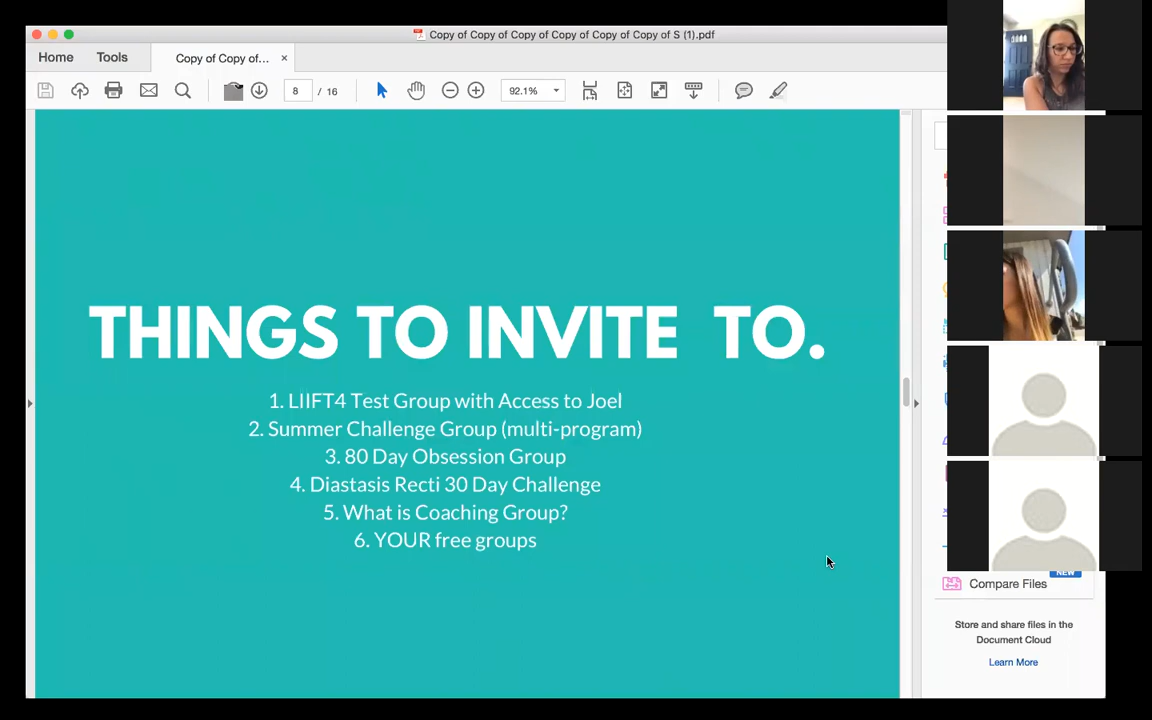 Copy of Copy of Copy of Copy of Copy of Copy of S (1).pdf
Home
Tools
Copy of Copy of... ×
8 / 16
92.1%
THINGS TO INVITE TO.
1. LIIFT4 Test Group with Access to Joel
2. Summer Challenge Group (multi-program)
3. 80 Day Obsession Group
4. Diastasis Recti 30 Day Challenge
5. What is Coaching Group?
6. YOUR free groups
NEW
Compare Files
Store and share files in the
Document Cloud
Learn More